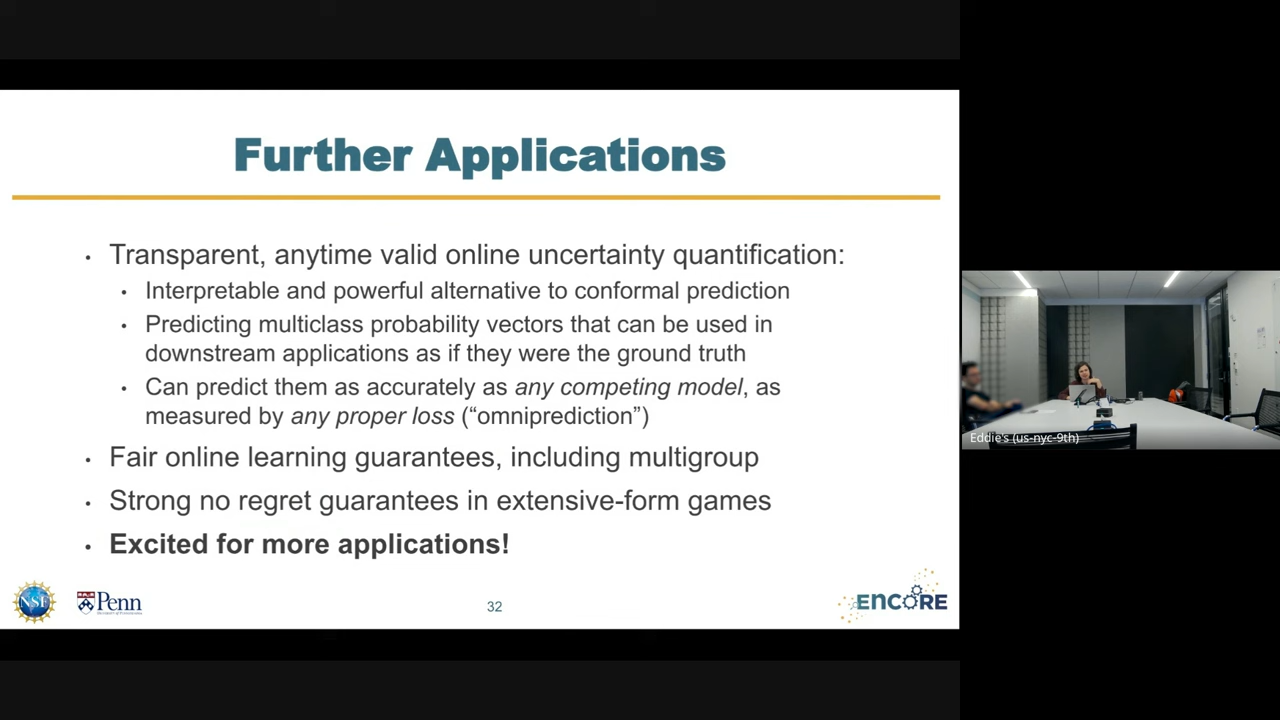 Further Applications
• Transparent, anytime valid online uncertainty quantification:
• Interpretable and powerful alternative to conformal prediction
• Predicting multiclass probability vectors that can be used in
downstream applications as if they were the ground truth
• Can predict them as accurately as any competing model, as
measured by any proper loss (“omniprediction”)
• Fair online learning guarantees, including multigroup
• Strong no regret guarantees in extensive-form games
• Excited for more applications!
NSF
Penn
32
ENCORE
Eddie's (us-nyc-9th)